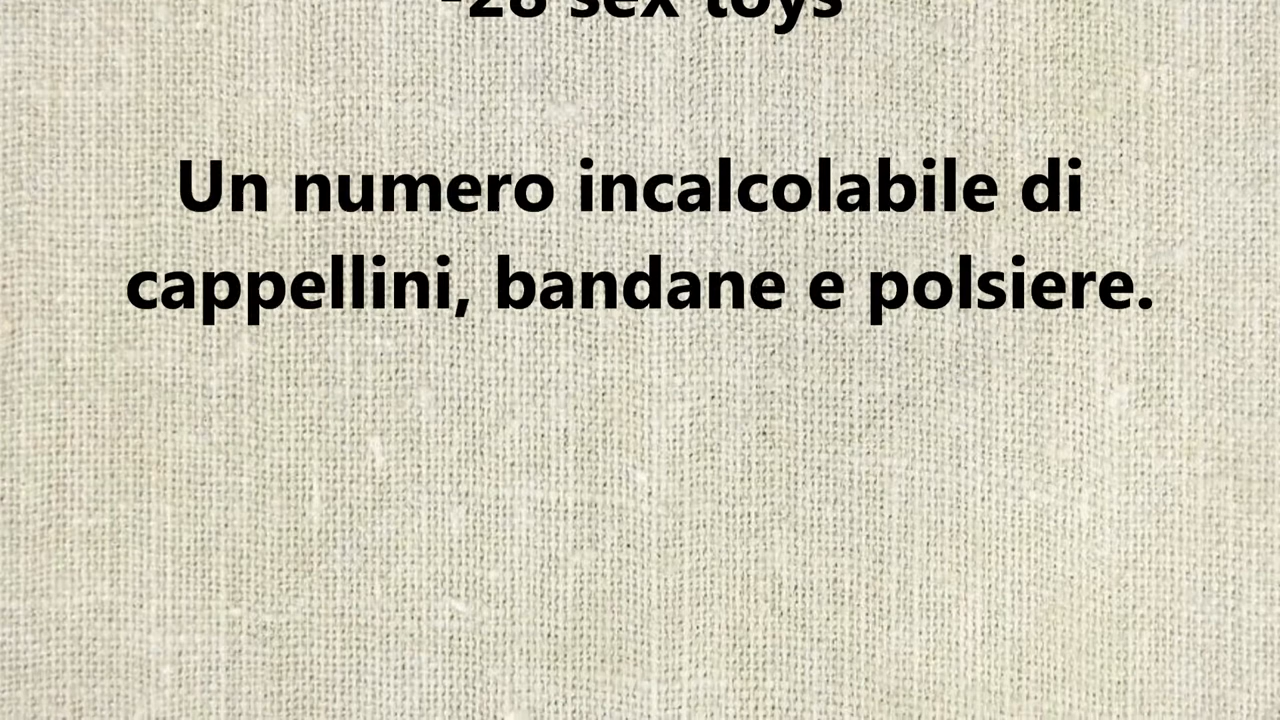 -28 sex toys
Un numero incalcolabile di
cappellini, bandane e polsiere.